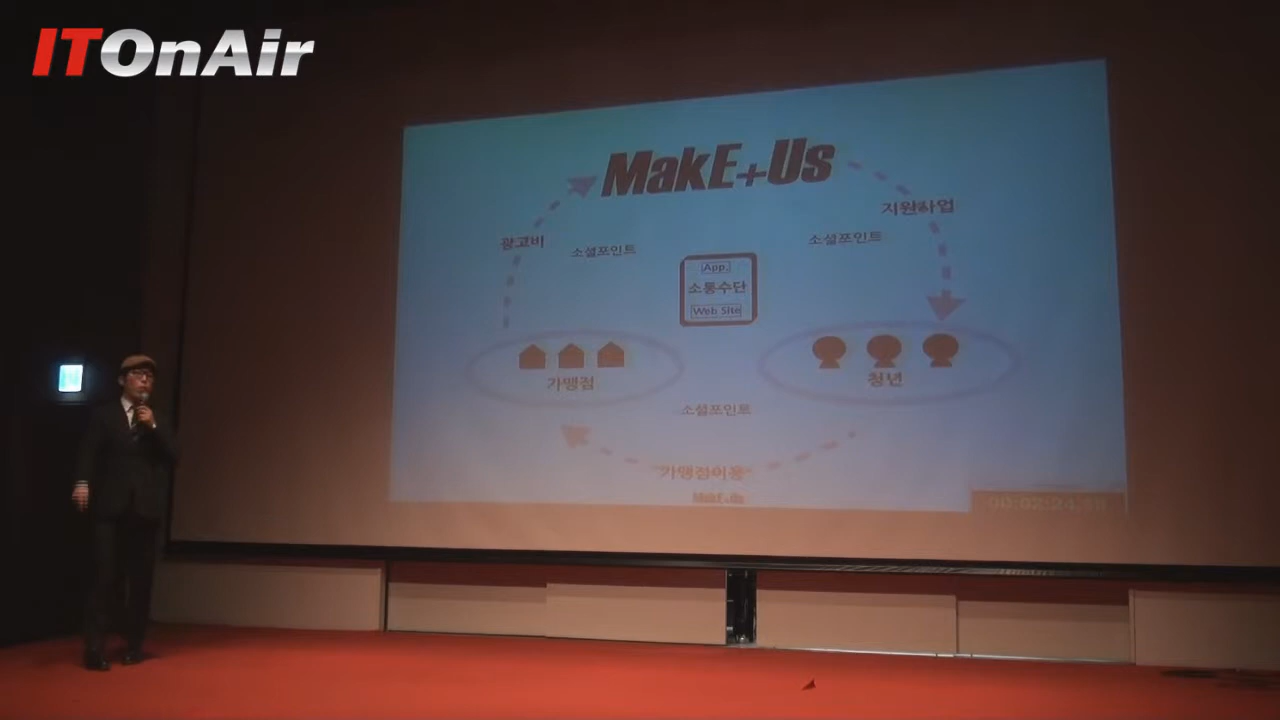 ITOnAir
MakE+Us
지원사업
광고비
소셜포인트
소셜포인트
App.
소통수단
Web Site
가맹점
청년
소셜포인트
가맹점이용
MakE+Us